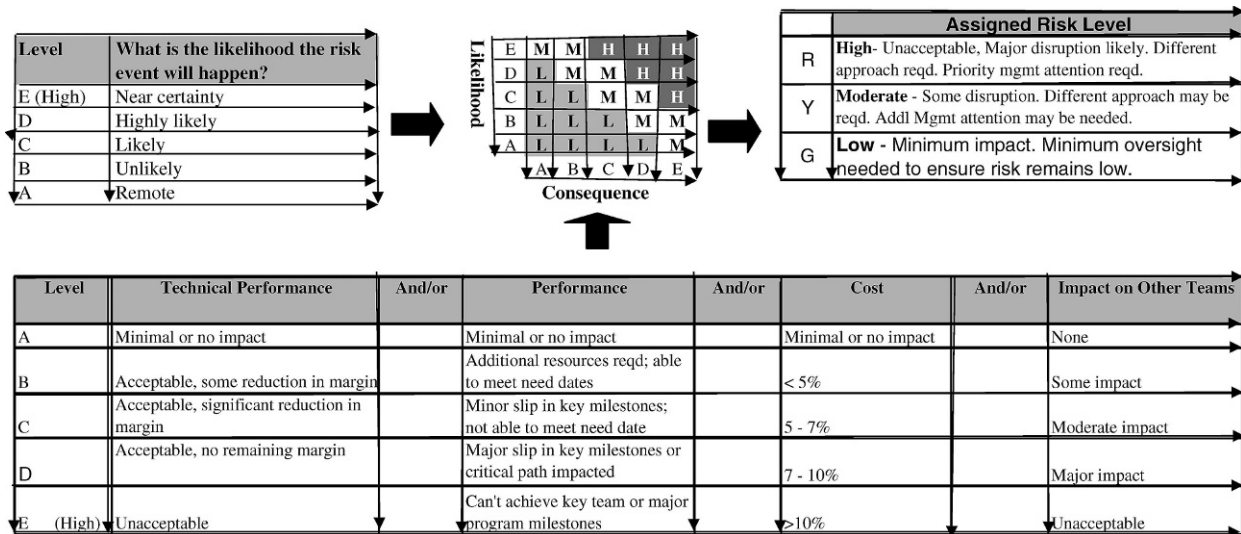 Level What is the likelihood the risk
event will happen?
E (High) Near certainty
D Highly likely
C Likely
B Unlikely
A Remote
Likelihood
E M M H H H
D L M M H H
C L L M M H
B L L L M M
A L L L L M
A B C D E
Consequence
Assigned Risk Level
R High- Unacceptable, Major disruption likely. Different
approach reqd. Priority mgmt attention reqd.
Y Moderate - Some disruption. Different approach may be
reqd. Addl Mgmt attention may be needed.
G Low - Minimum impact. Minimum oversight
needed to ensure risk remains low.
Level Technical Performance And/or Performance And/or Cost And/or Impact on Other Teams
A Minimal or no impact Minimal or no impact Minimal or no impact None
B Acceptable, some reduction in margin Additional resources reqd; able
to meet need dates < 5% Some impact
C Acceptable, significant reduction in
margin Minor slip in key milestones;
not able to meet need date 5 - 7% Moderate impact
D Acceptable, no remaining margin Major slip in key milestones or
critical path impacted 7 - 10% Major impact
E (High) Unacceptable Can't achieve key team or major
program milestones >10% Unacceptable